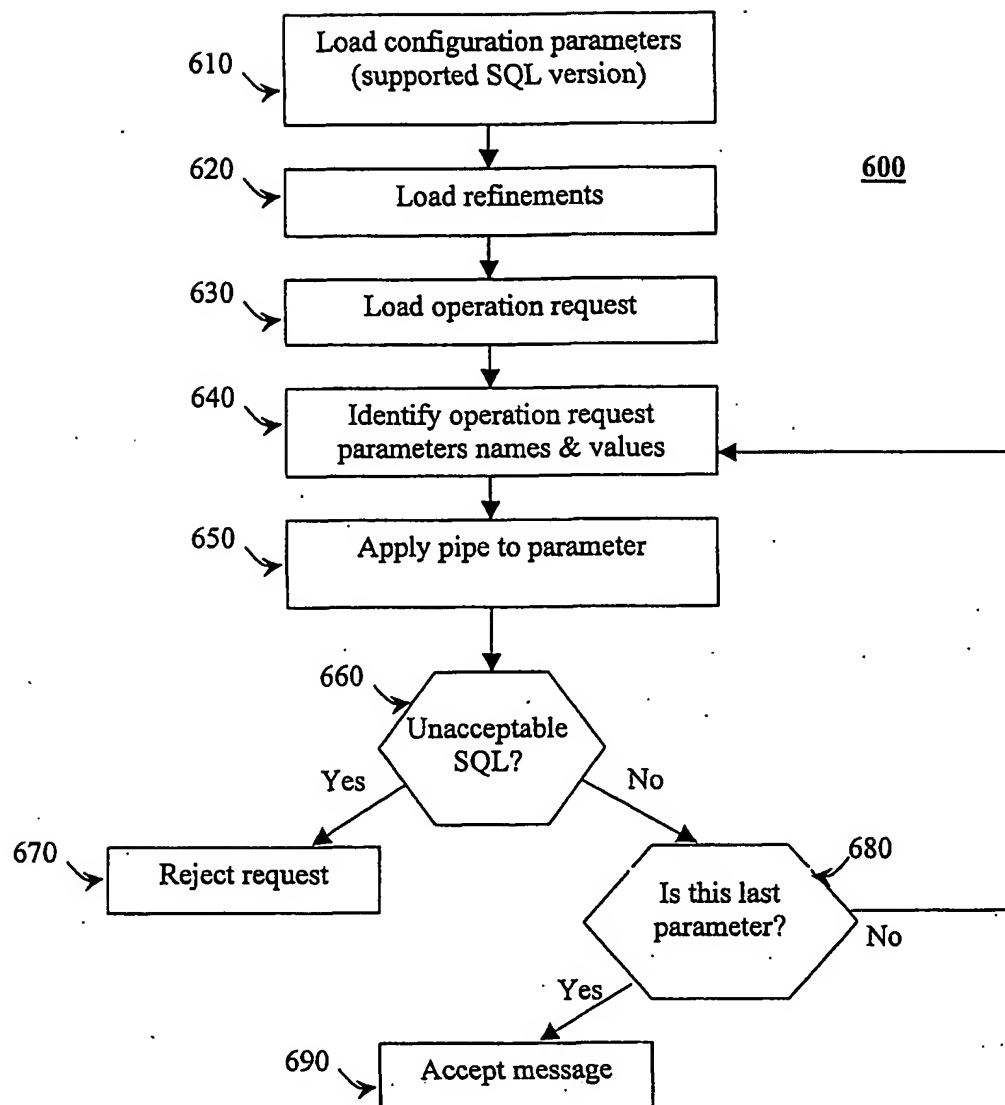 610
Load configuration parameters
(supported SQL version)
600
620
Load refinements
630
Load operation request
640
Identify operation request
parameters names & values
650
Apply pipe to parameter
660
Unacceptable
SQL?
Yes
No
670
Reject request
680
Is this last
parameter?
No
Yes
690
Accept message